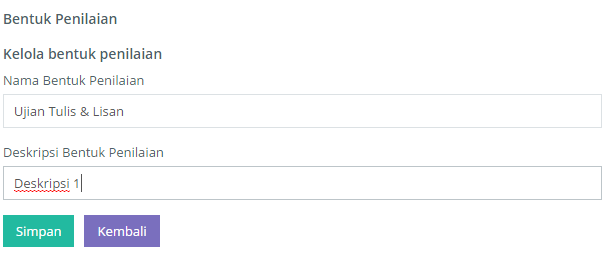 Bentuk Penilaian
Kelola bentuk penilaian
Nama Bentuk Penilaian
Ujian Tulis & Lisan
Deskripsi Bentuk Penilaian
Deskripsi 1
Simpan Kembali